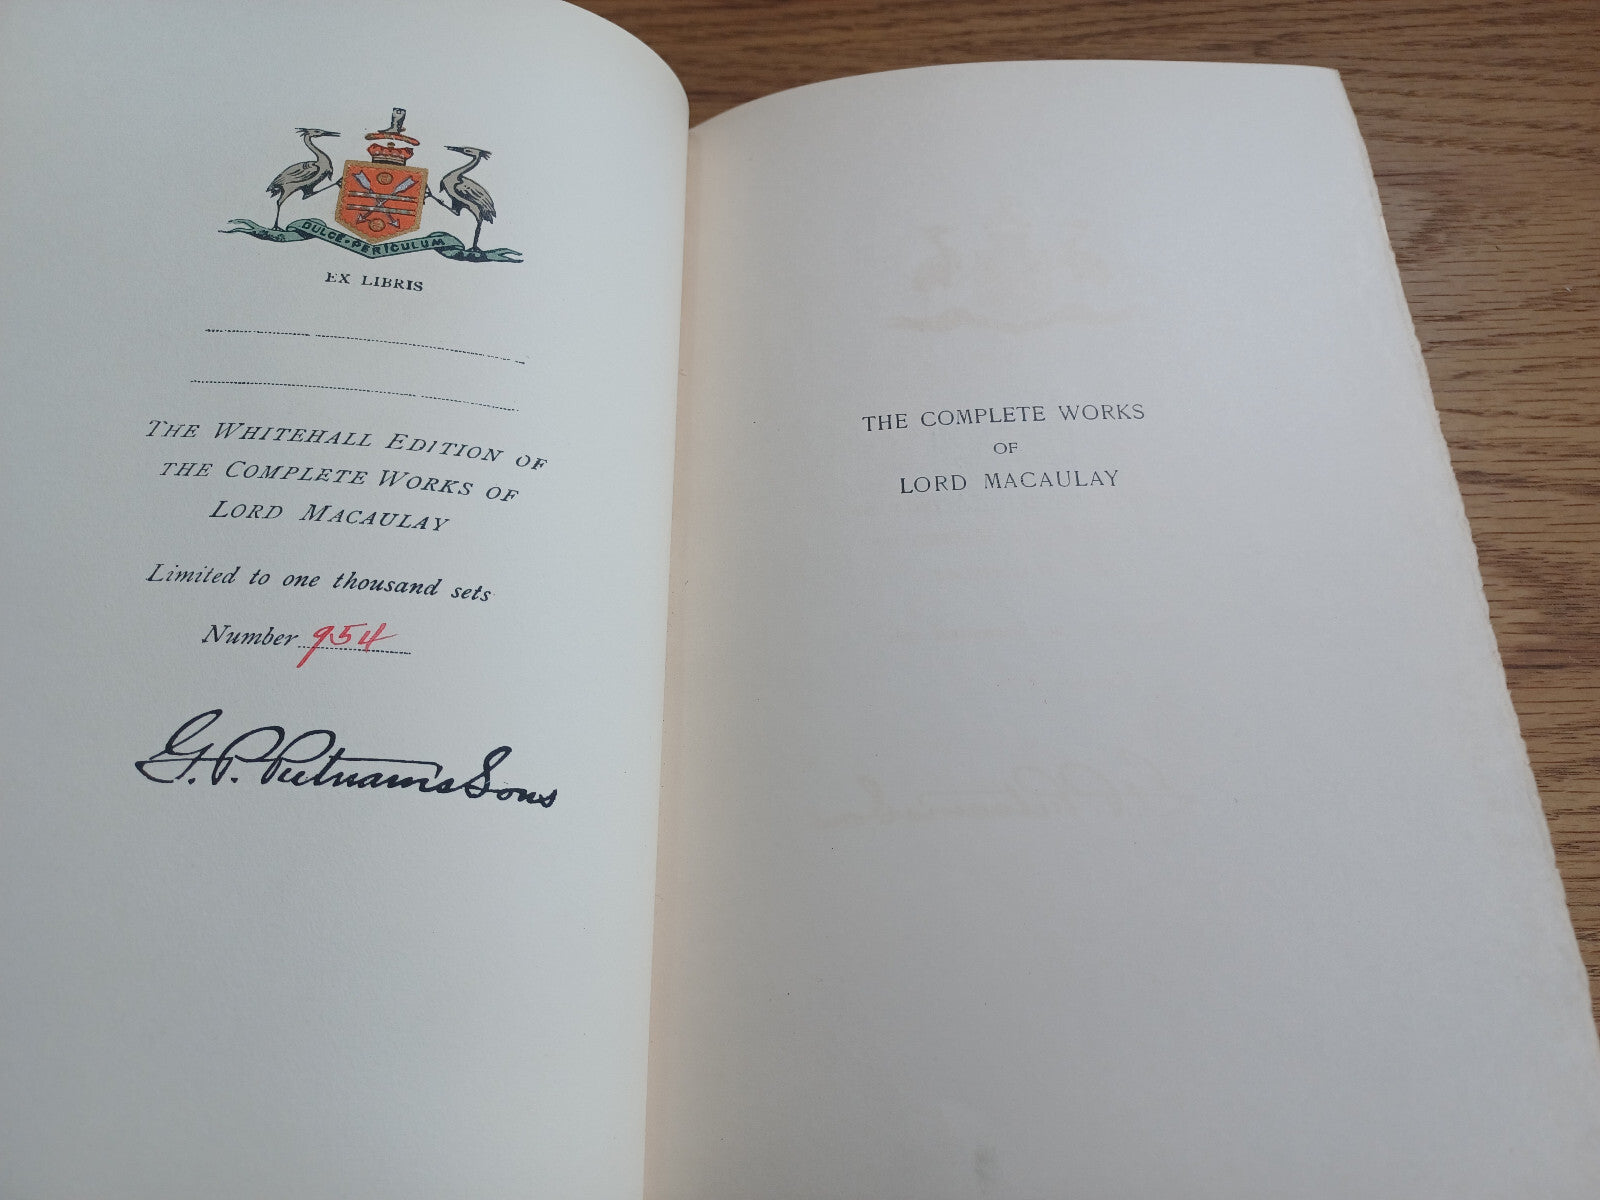 DULCE·PERICULUM
EX LIBRIS
THE WHITEHALL EDITION OF
THE COMPLETE WORKS OF
LORD MACAULAY
Limited to one thousand sets
Number 954
G. P. Putnam's Sons
THE COMPLETE WORKS
OF
LORD MACAULAY